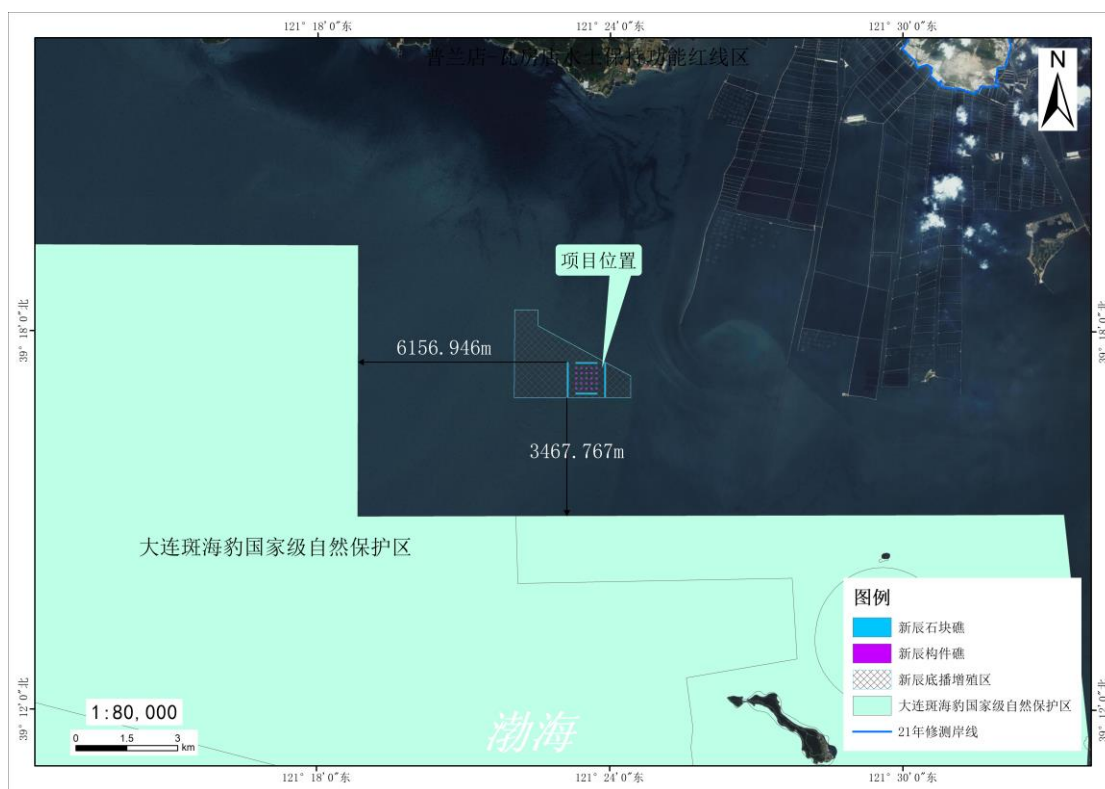 121° 18′0″东
121° 24′0″东
121° 30′0″东
普兰店-瓦房店水土保持功能红线区
N
项目位置
39° 18′0″北
39° 18′0″北
6156.946m
3467.767m
大连斑海豹国家级自然保护区
图例
新辰石块礁
新辰构件礁
新辰底播增殖区
大连斑海豹国家级自然保护区
21年修测岸线
39° 12′0″北
39° 12′0″北
1:80,000
0 1.5 3
km
渤海
121° 18′0″东
121° 24′0″东
121° 30′0″东